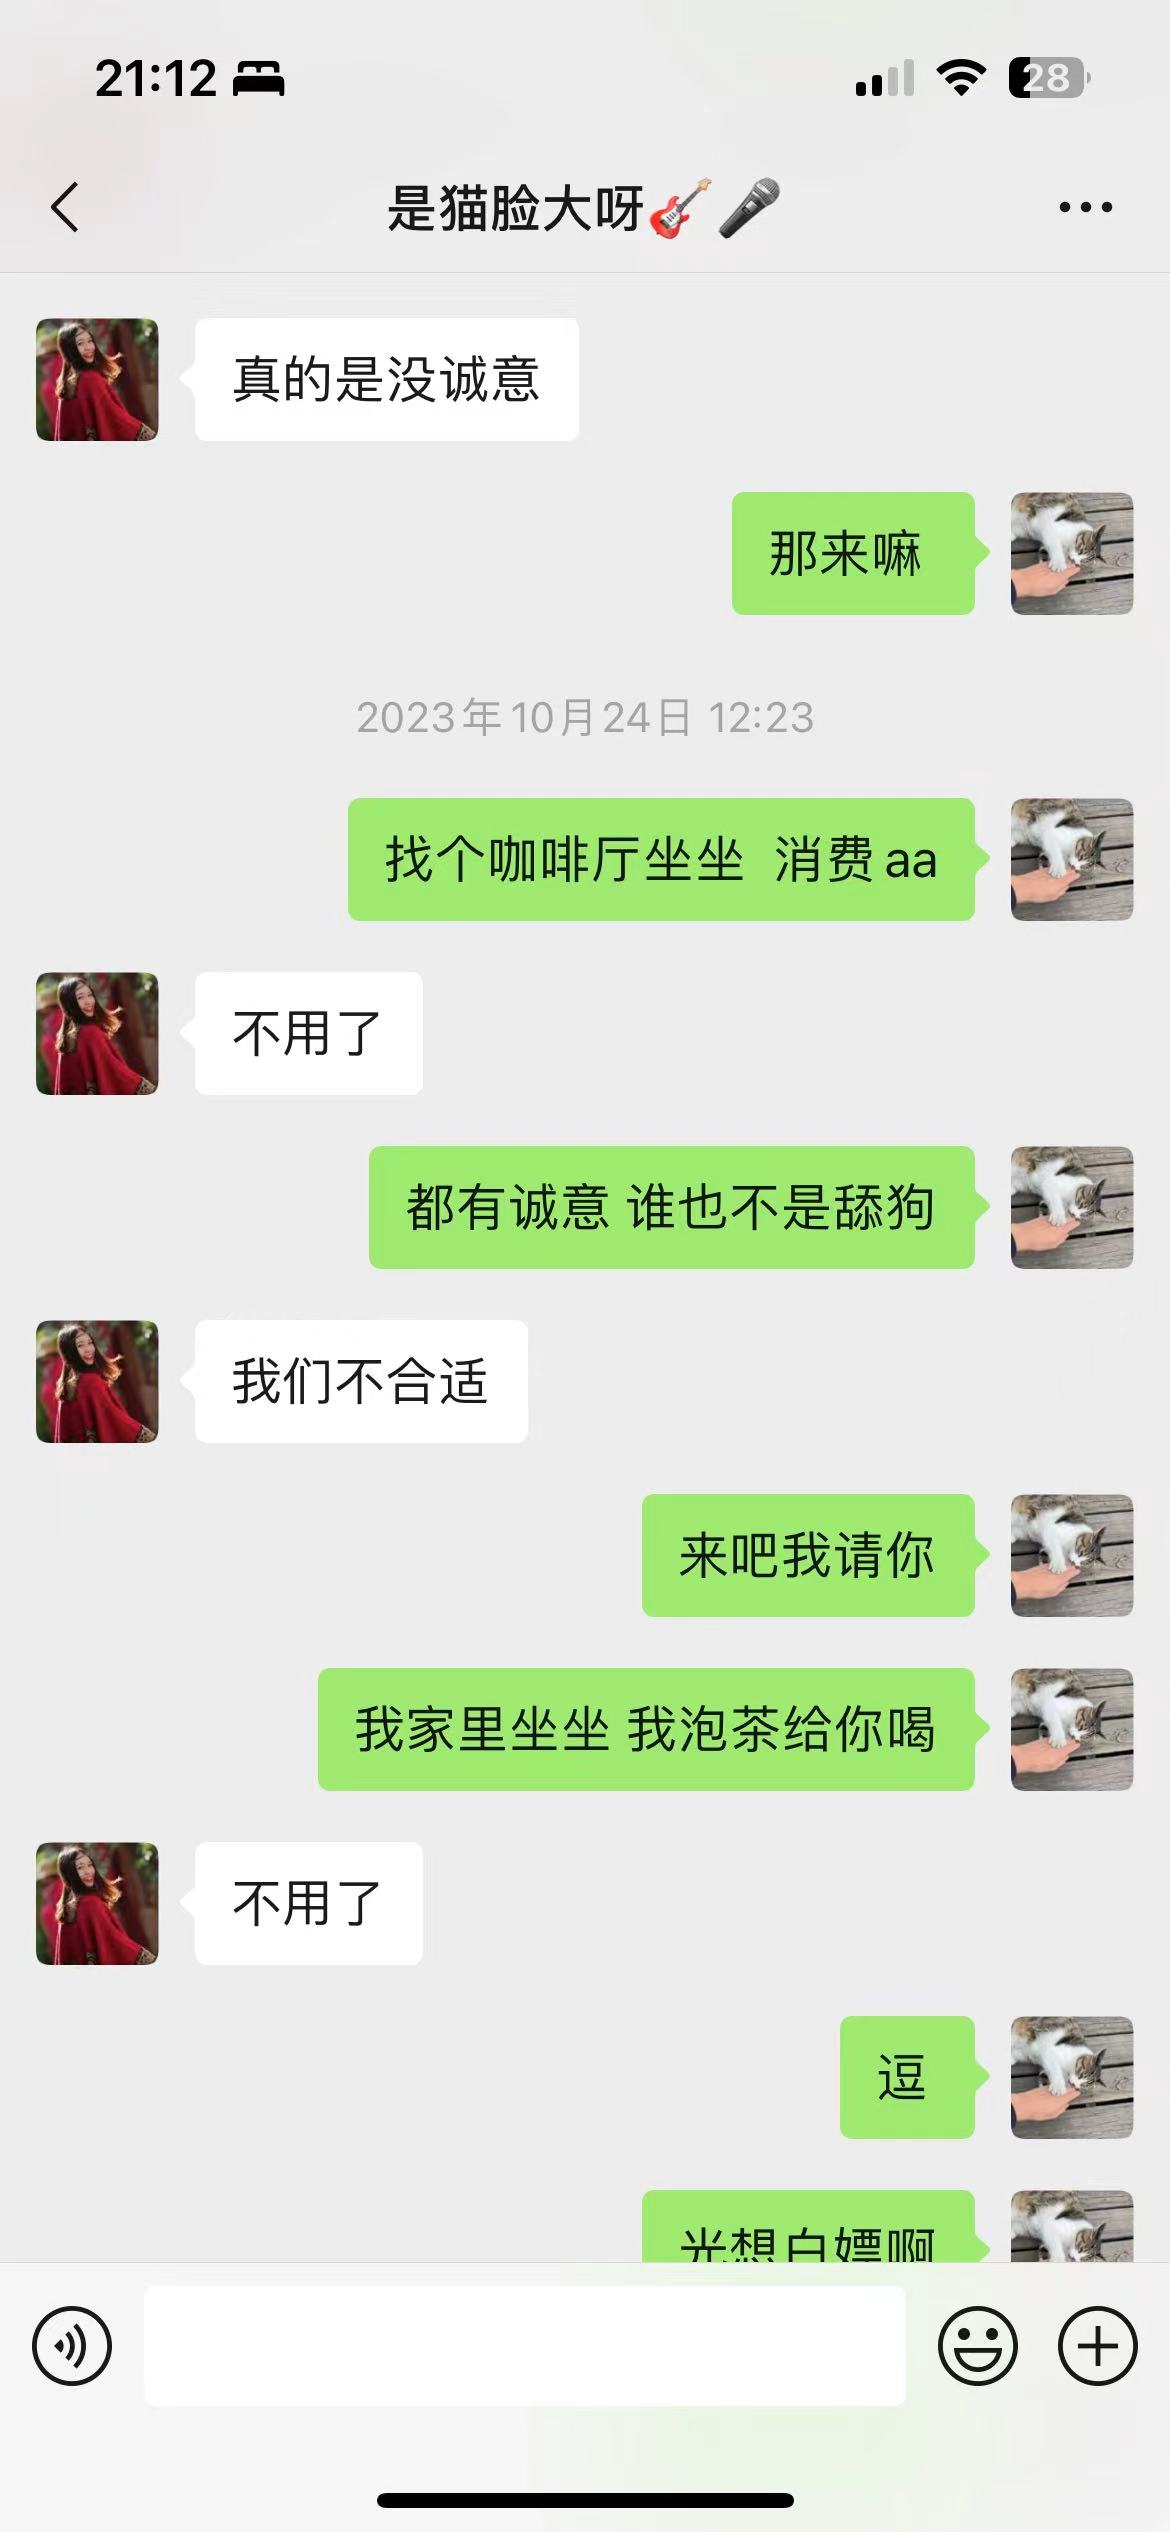 21:12
28
是猫脸大呀
真的是没诚意
那来嘛
2023年10月24日 12:23
找个咖啡厅坐坐 消费aa
不用了
都有诚意 谁也不是舔狗
我们不合适
来吧我请你
我家里坐坐 我泡茶给你喝
不用了
逗
光想白嫖啊